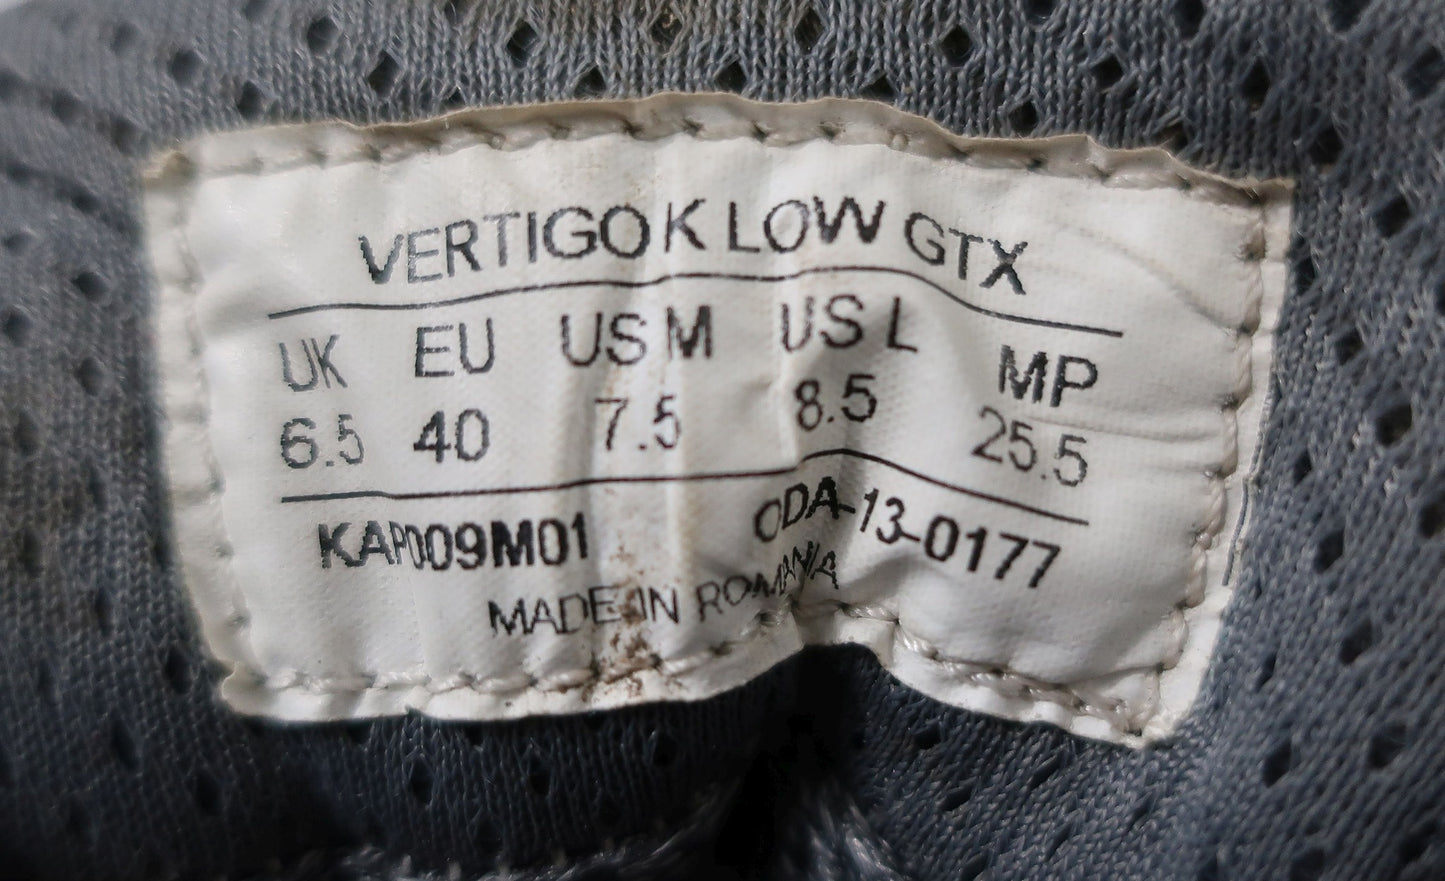 VERTIGO K LOW GTX
UK EU US M US L MP
6.5 40 7.5 8.5 25.5
KAP009M01 ODA-13-0177
MADE IN ROMANIA